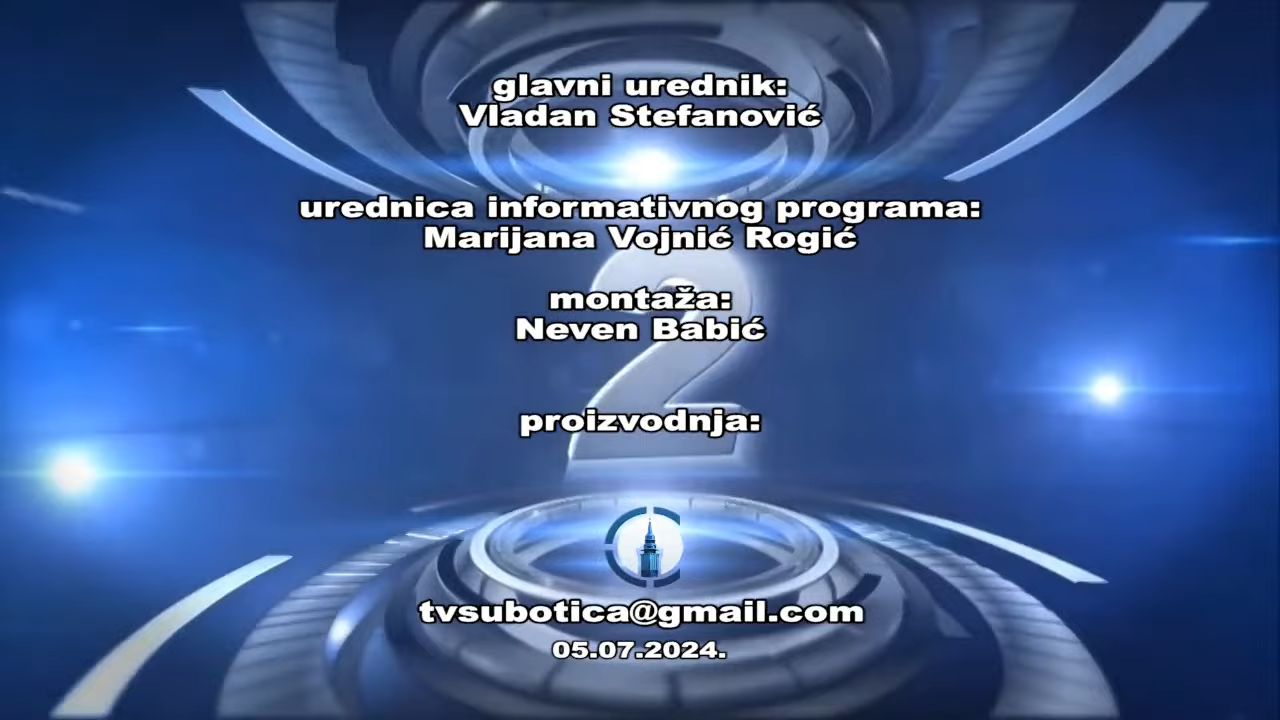 glavni urednik:
Vladan Stefanović
urednica informativnog programa:
Marijana Vojnić Rogić
montaža:
Neven Babić
2
proizvodnja:
tvsubotica@gmail.com
05.07.2024.